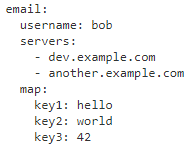 email:
  username: bob
  servers:
    - dev.example.com
    - another.example.com
  map:
    key1: hello
    key2: world
    key3: 42